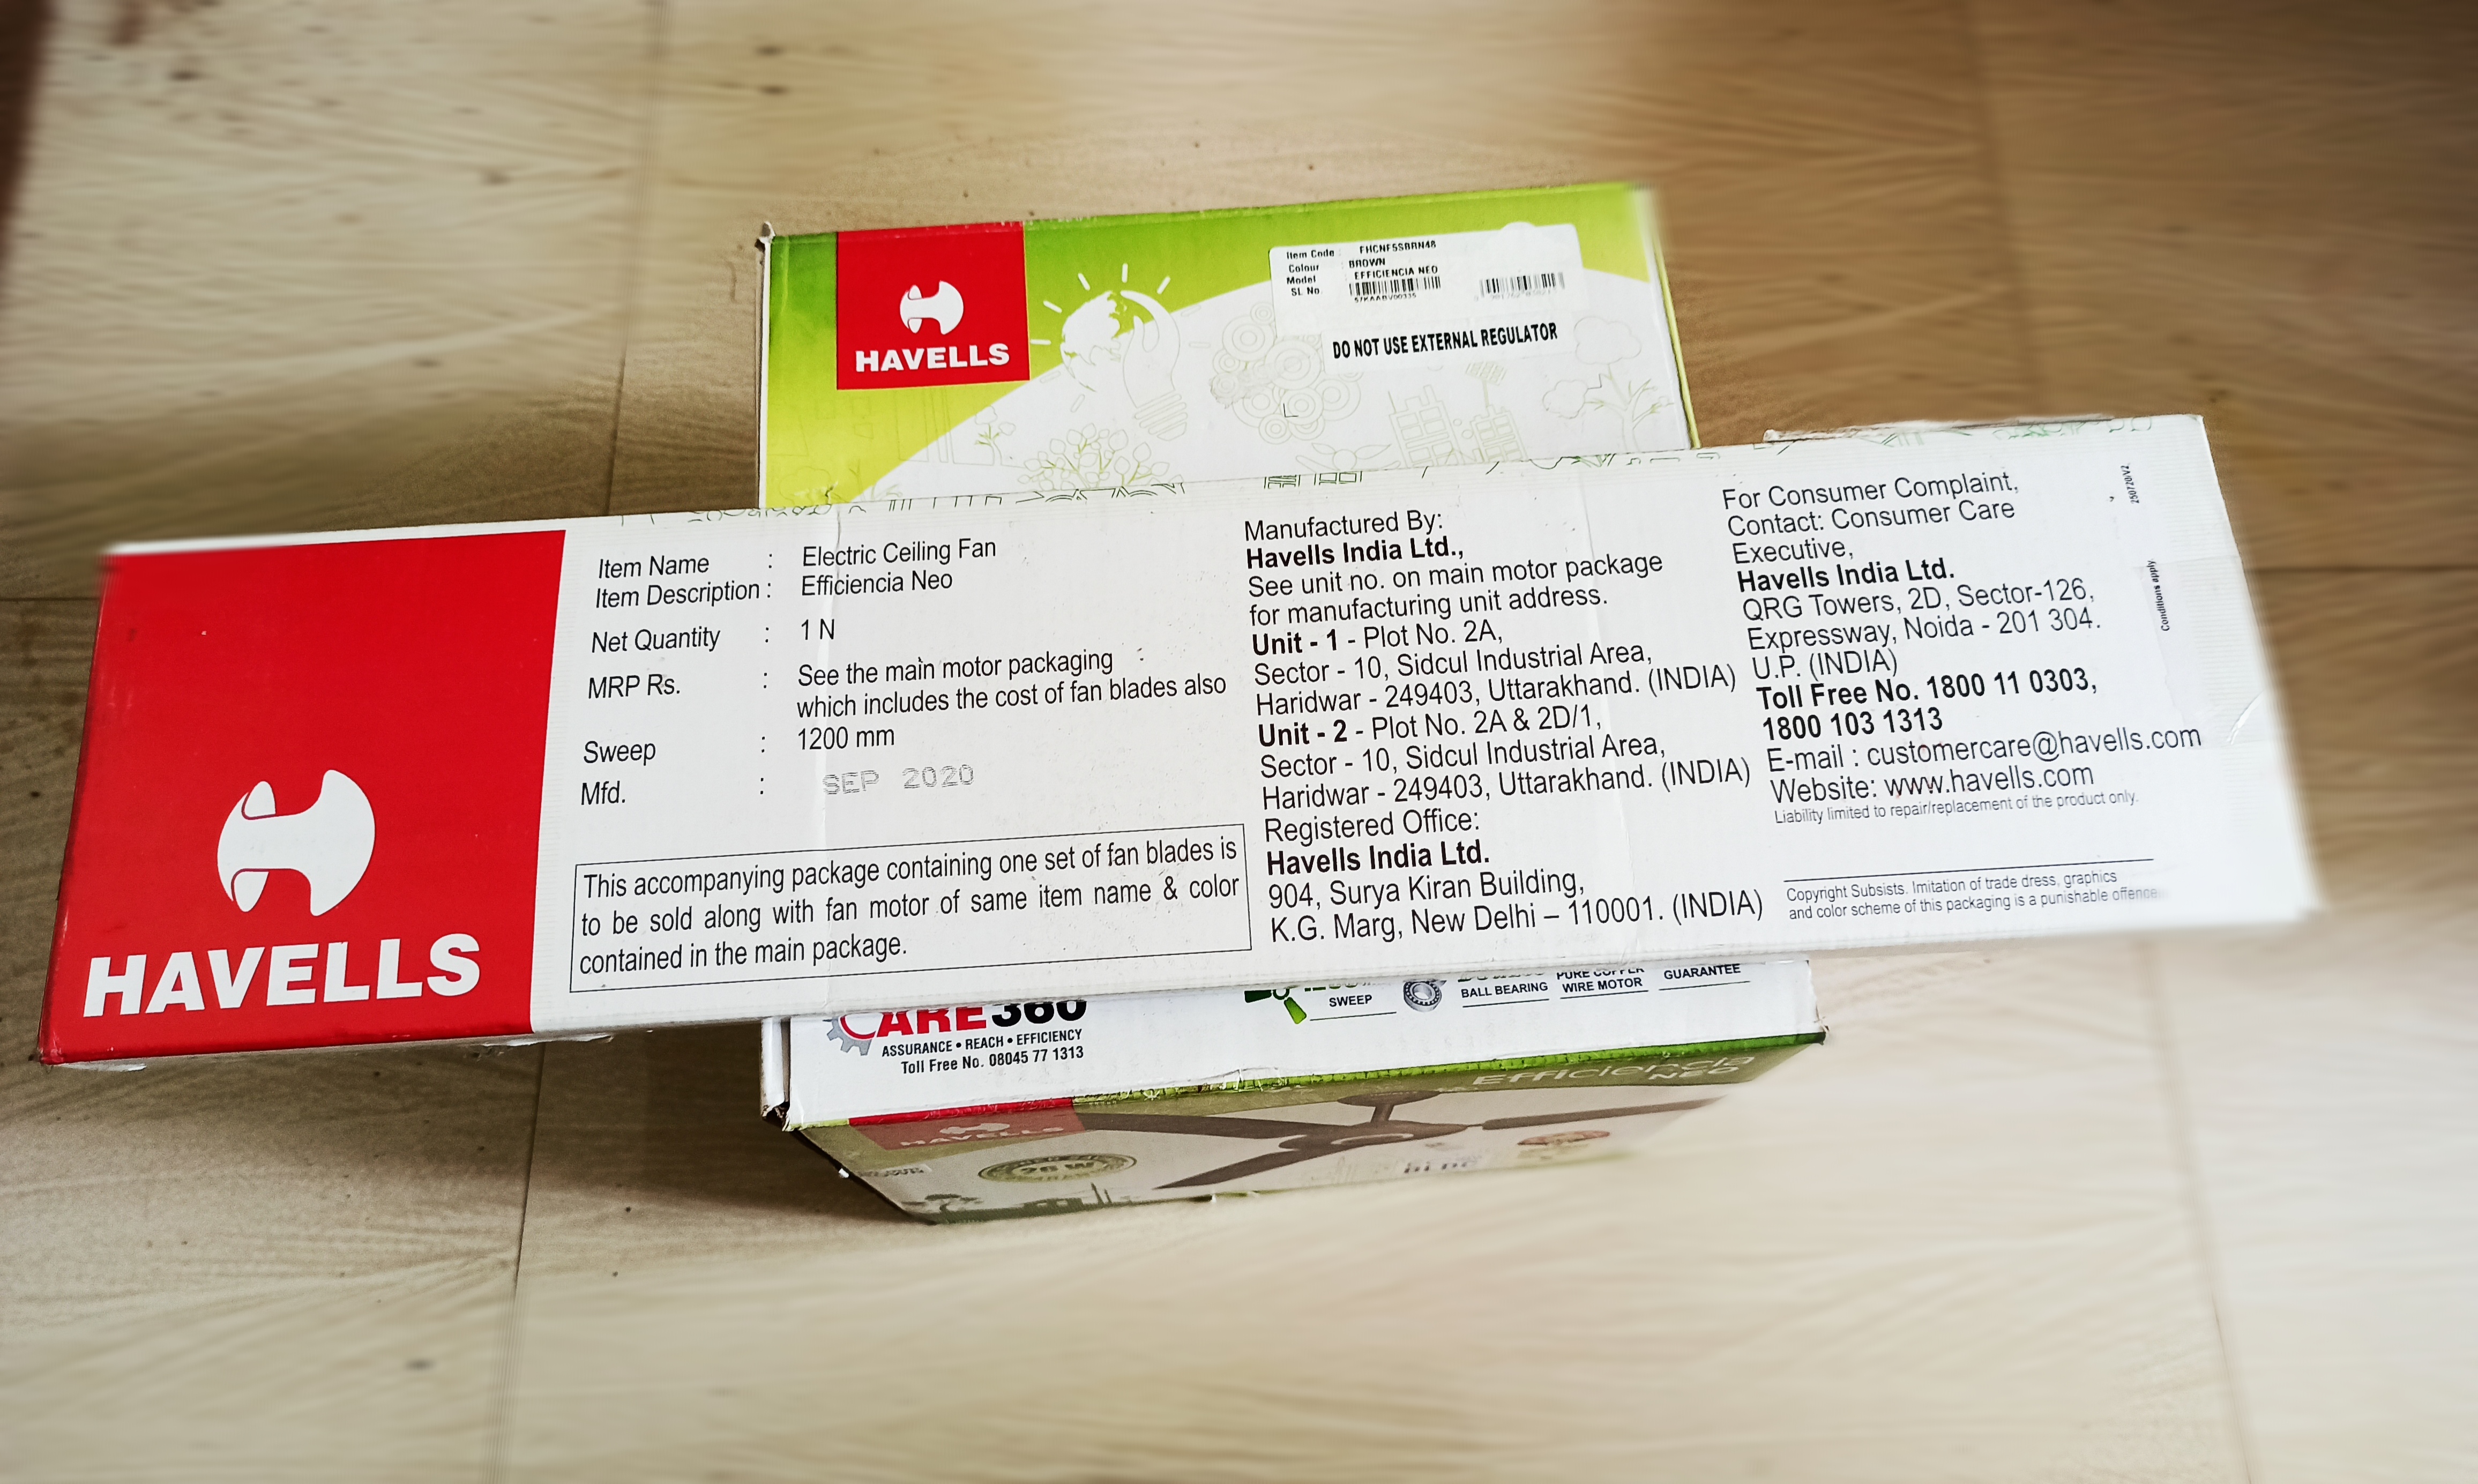 HAVELLS
Item Code FHCNFSSBRN48
Colour BROWN
Model EFFICIENCIA NEO
SL No.
DO NOT USE EXTERNAL REGULATOR
HAVELLS
Item Name : Electric Ceiling Fan
Item Description : Efficiencia Neo
Net Quantity : 1 N
MRP Rs. : See the main motor packaging
which includes the cost of fan blades also
Sweep : 1200 mm
Mfd. : SEP 2020
This accompanying package containing one set of fan blades is
to be sold along with fan motor of same item name & color
contained in the main package.
Manufactured By:
Havells India Ltd.,
See unit no. on main motor package
for manufacturing unit address.
Unit - 1 - Plot No. 2A,
Sector - 10, Sidcul Industrial Area,
Haridwar - 249403, Uttarakhand. (INDIA)
Unit - 2 - Plot No. 2A & 2D/1,
Sector - 10, Sidcul Industrial Area,
Haridwar - 249403, Uttarakhand. (INDIA)
Registered Office:
Havells India Ltd.
904, Surya Kiran Building,
K.G. Marg, New Delhi – 110001. (INDIA)
For Consumer Complaint,
Contact: Consumer Care
Executive,
Havells India Ltd.
QRG Towers, 2D, Sector-126,
Expressway, Noida - 201 304.
U.P. (INDIA)
Toll Free No. 1800 11 0303,
1800 103 1313
E-mail : customercare@havells.com
Website: www.havells.com
Liability limited to repair/replacement of the product only.
Copyright Subsists. Imitation of trade dress, graphics
and color scheme of this packaging is a punishable offence
Conditions apply
250720/V2.
CARE360
ASSURANCE • REACH • EFFICIENCY
Toll Free No. 08045 77 1313
SWEEP
BALL BEARING
PURE COPPER
WIRE MOTOR
GUARANTEE
Efficiencia
NEO
HAVELLS
26 W